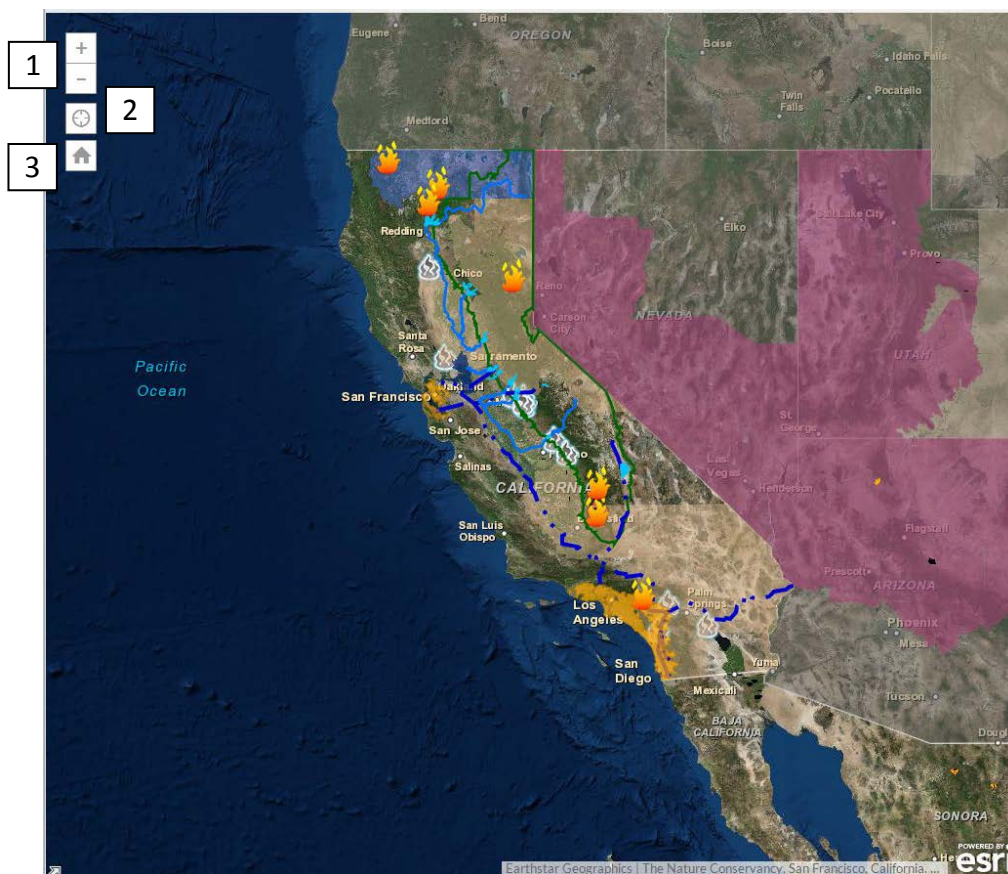 Bend
Eugene
OREGON
1
+
−
Boise
Idaho Falls
2
Twin
Falls
Pocatello
Medford
3
Redding
Elko
Salt Lake City
Provo
Chico
Reno
Carson
City
NEVADA
Santa
Rosa
Sacramento
UTAH
Pacific
Ocean
Oakland
San Francisco
San Jose
St.
George
Salinas
Las
Vegas
Henderson
CALIFORNIA
San Luis
Obispo
Flagstaff
Prescott
ARIZONA
Los
Angeles
Palm
Springs
Phoenix
Mesa
San
Diego
Yuma
Mexicali
Tucson
BAJA
CALIFORNIA
Dougl
SONORA
POWERED BY
esri
Earthstar Geographics | The Nature Conservancy, San Francisco, California, ...